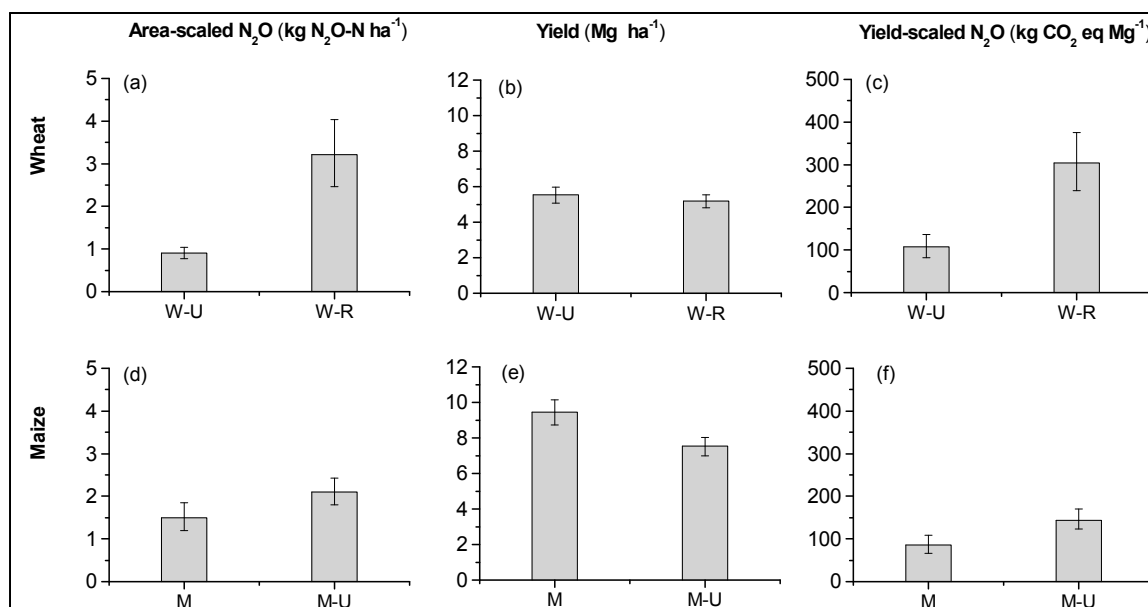 Area-scaled N₂O (kg N₂O-N ha⁻¹)
Yield (Mg ha⁻¹)
Yield-scaled N₂O (kg CO₂ eq Mg⁻¹)
Wheat
(a)
5
4
3
2
1
0
W-U W-R
(b)
12
10
8
6
4
2
0
W-U W-R
(c)
500
400
300
200
100
0
W-U W-R
Maize
(d)
5
4
3
2
1
0
M M-U
(e)
12
10
8
6
4
2
0
M M-U
(f)
500
400
300
200
100
0
M M-U